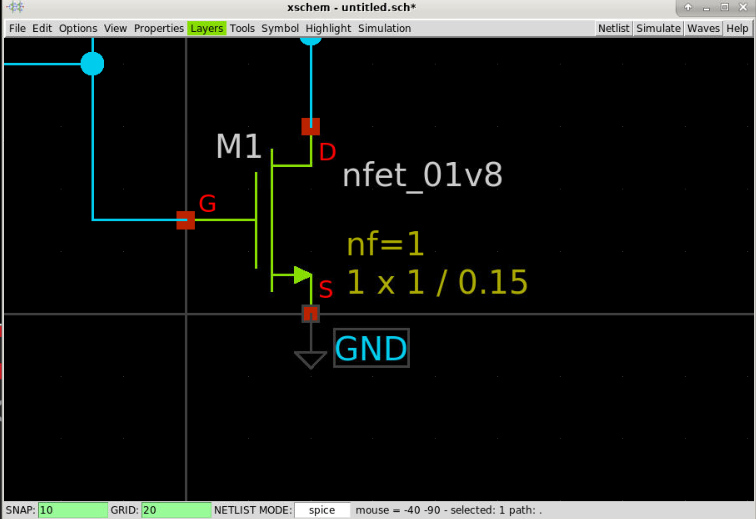 xschem - untitled.sch*
File Edit Options View Properties Layers Tools Symbol Highlight Simulation Netlist Simulate Waves Help
M1
D
nfet_01v8
G
nf=1
1 x 1 / 0.15
S
GND
SNAP: 10 GRID: 20 NETLIST MODE: spice mouse = -40 -90 - selected: 1 path: .